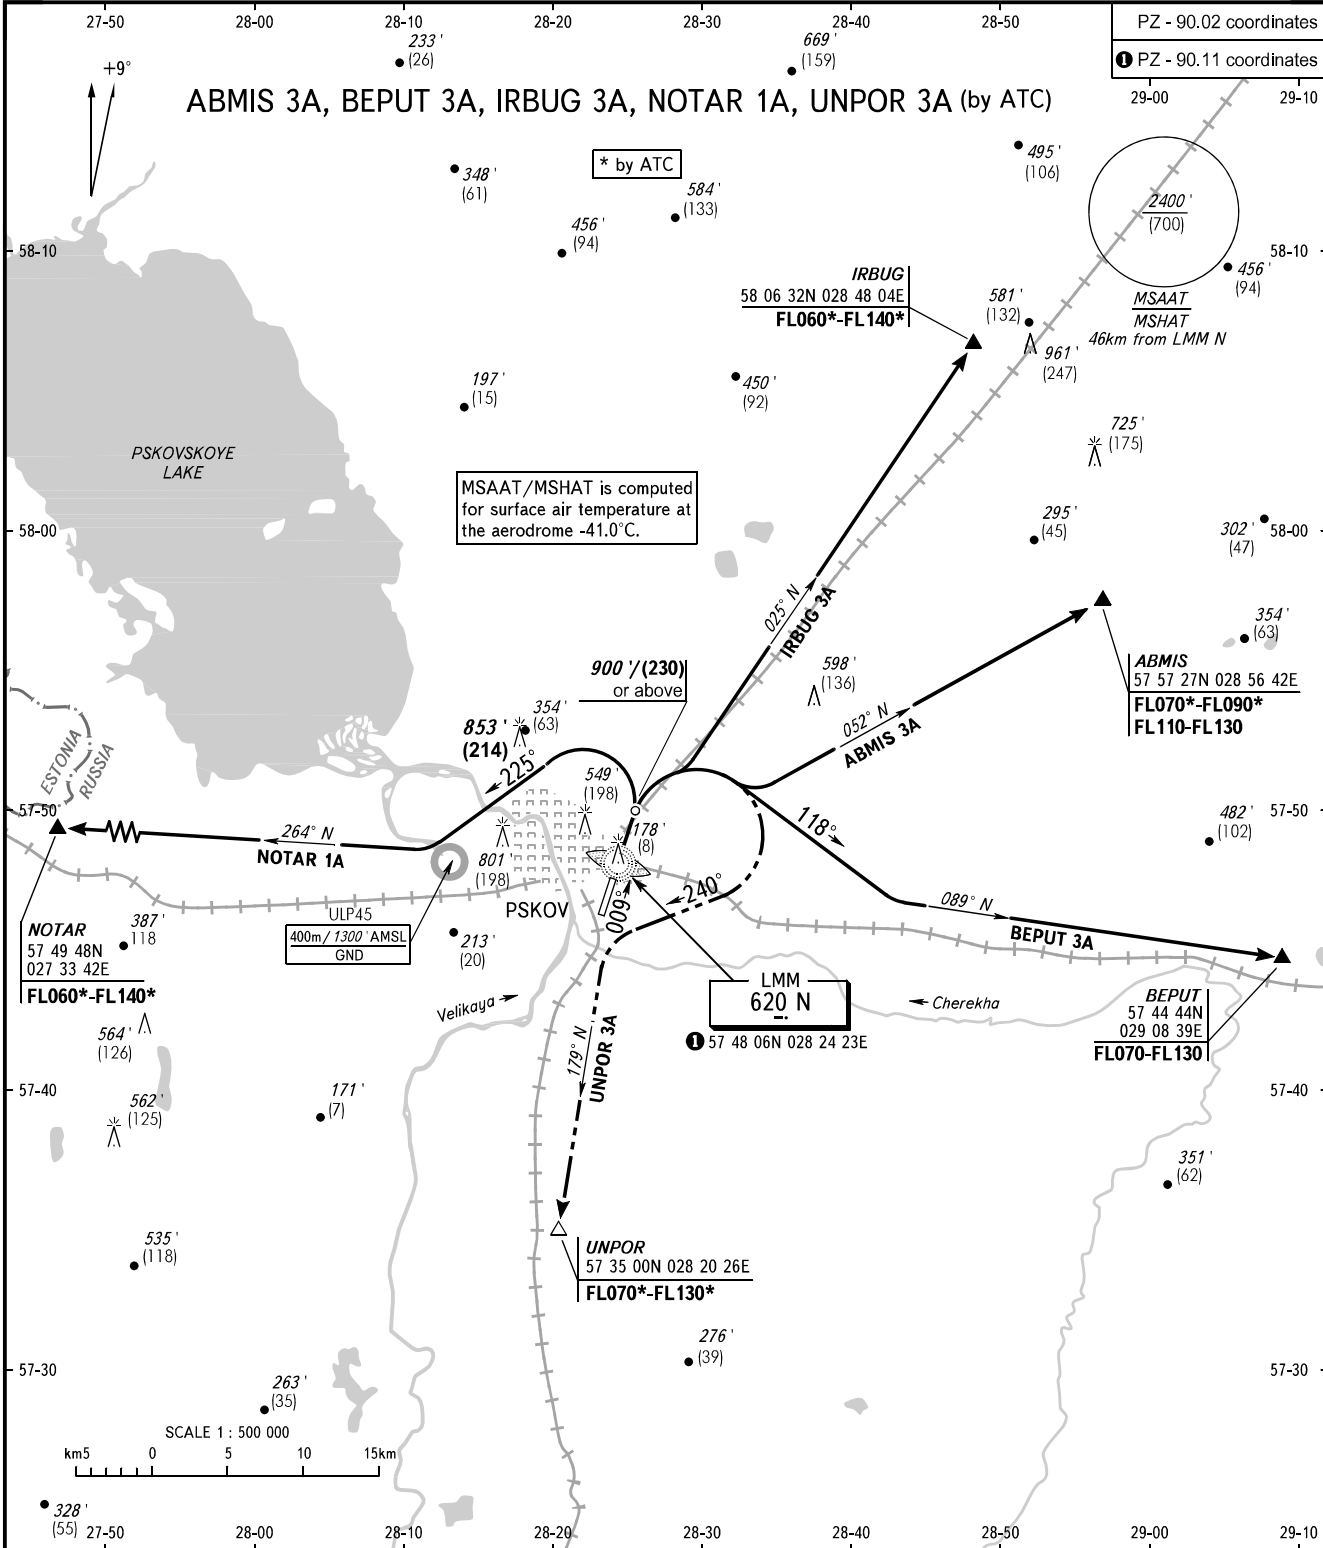 27-50
28-00
28-10
28-20
28-30
28-40
28-50
PZ - 90.02 coordinates
❶ PZ - 90.11 coordinates
29-00
29-10
+9°
233'
(26)
669'
(159)
ABMIS 3A, BEPUT 3A, IRBUG 3A, NOTAR 1A, UNPOR 3A (by ATC)
* by ATC
348'
(61)
584'
(133)
495'
(106)
456'
(94)
2400'
(700)
58-10
58-10
456'
(94)
MSAAT
MSHAT
46km from LMM N
IRBUG
58 06 32N 028 48 04E
FL060*-FL140*
581'
(132)
961'
(247)
197'
(15)
450'
(92)
725'
(175)
PSKOVSKOYE
LAKE
MSAAT/MSHAT is computed
for surface air temperature at
the aerodrome -41.0°C.
58-00
295'
(45)
302'
(47)
58-00
025° N
IRBUG 3A
354'
(63)
900'/(230)
or above
598'
(136)
ABMIS
57 57 27N 028 56 42E
FL070*-FL090*
FL110-FL130
052° N
ABMIS 3A
354'
(63)
853'
(214)
225°
549'
(198)
ESTONIA
RUSSIA
57-50
57-50
264° N
NOTAR 1A
801'
(198)
178'
(8)
118°
482'
(102)
PSKOV
009°
240°
089° N
BEPUT 3A
NOTAR
57 49 48N
027 33 42E
FL060*-FL140*
387'
118
ULP45
400m/1300' AMSL
GND
213'
(20)
LMM
620 N
❶ 57 48 06N 028 24 23E
Velikaya
Cherekha
BEPUT
57 44 44N
029 08 39E
FL070-FL130
179° N
UNPOR 3A
564'
(126)
57-40
57-40
562'
(125)
171'
(7)
351'
(62)
535'
(118)
UNPOR
57 35 00N 028 20 26E
FL070*-FL130*
276'
(39)
57-30
57-30
263'
(35)
SCALE 1 : 500 000
km5
0
5
10
15km
328'
(55)
27-50
28-00
28-10
28-20
28-30
28-40
28-50
29-00
29-10